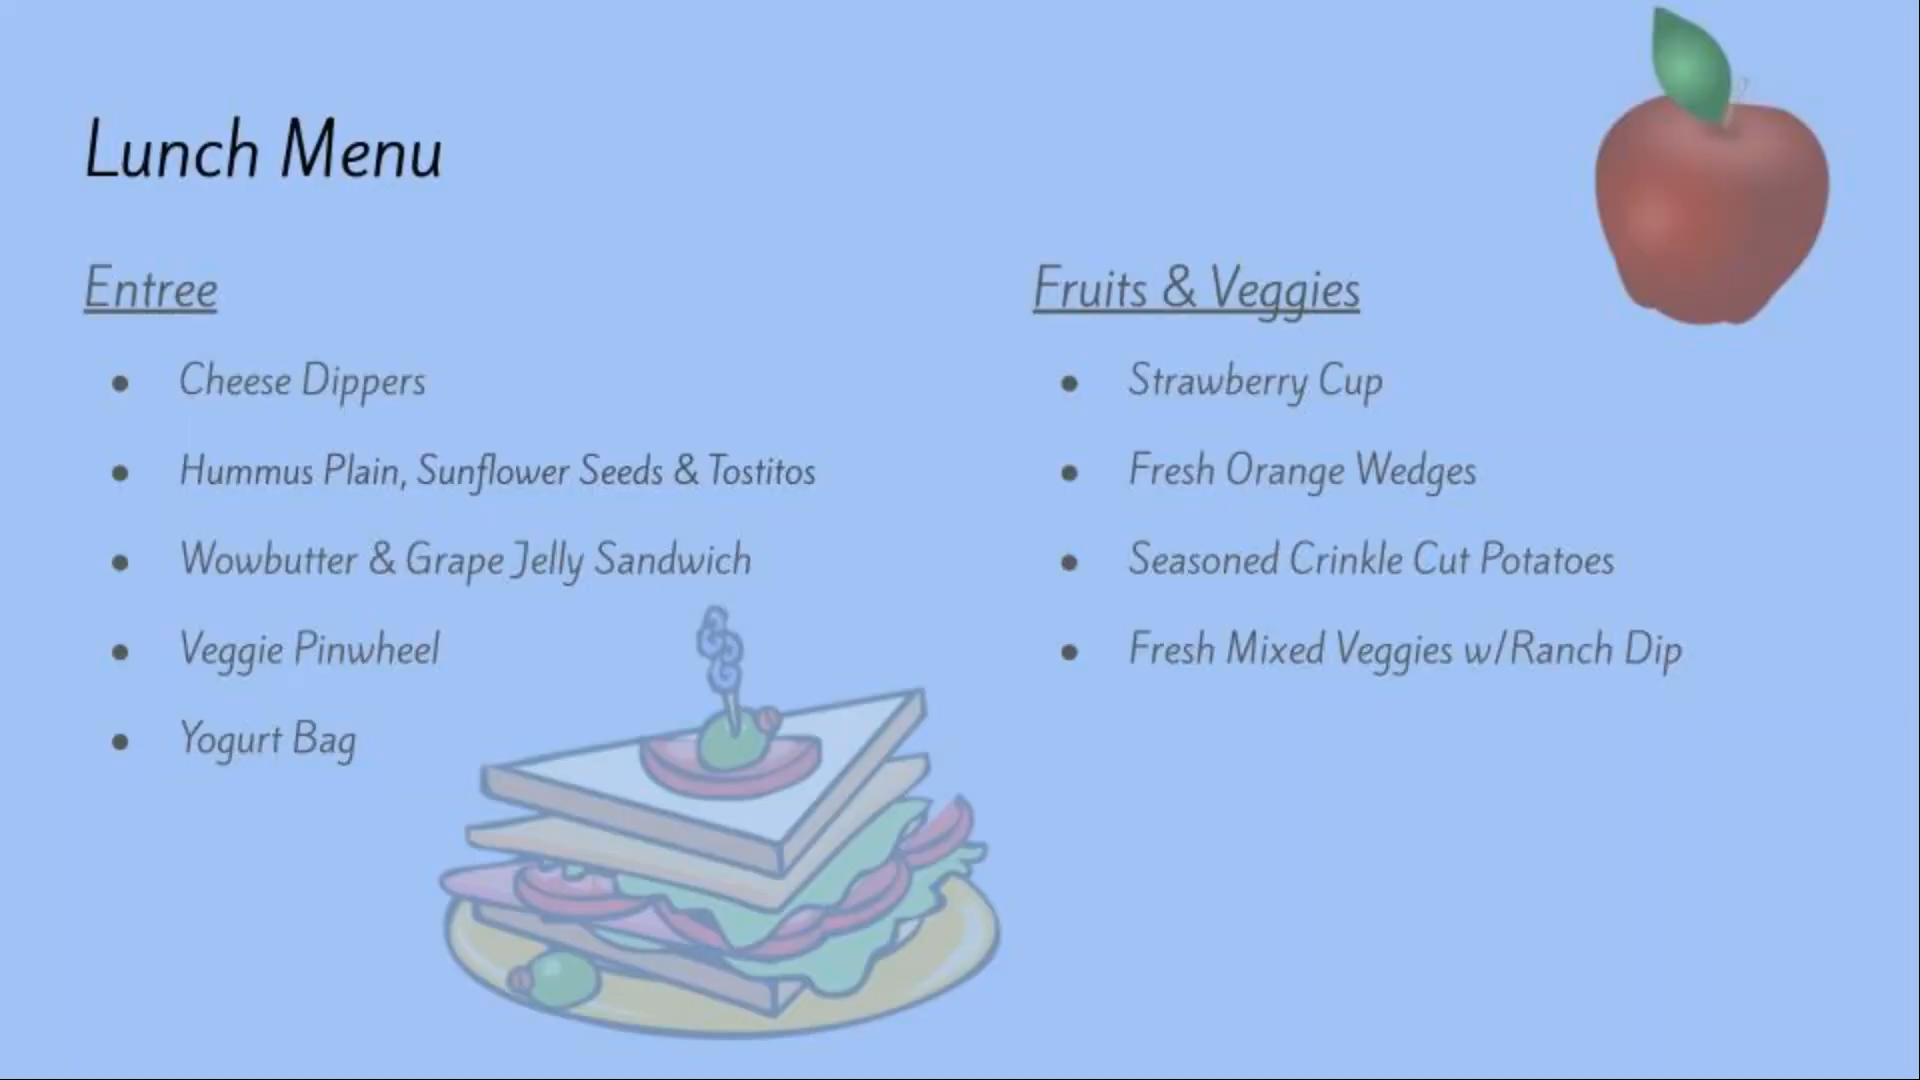 Lunch Menu
Entree
Cheese Dippers
Hummus Plain, Sunflower Seeds & Tostitos
Wowbutter & Grape Jelly Sandwich
Veggie Pinwheel
Yogurt Bag
Fruits & Veggies
Strawberry Cup
Fresh Orange Wedges
Seasoned Crinkle Cut Potatoes
Fresh Mixed Veggies w/Ranch Dip